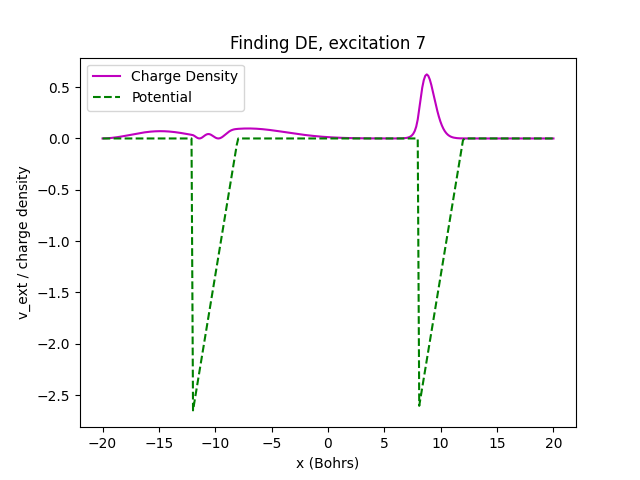 Finding DE, excitation 7
Charge Density
Potential
v_ext / charge density
0.5
0.0
−0.5
−1.0
−1.5
−2.0
−2.5
−20 −15 −10 −5 0 5 10 15 20
x (Bohrs)